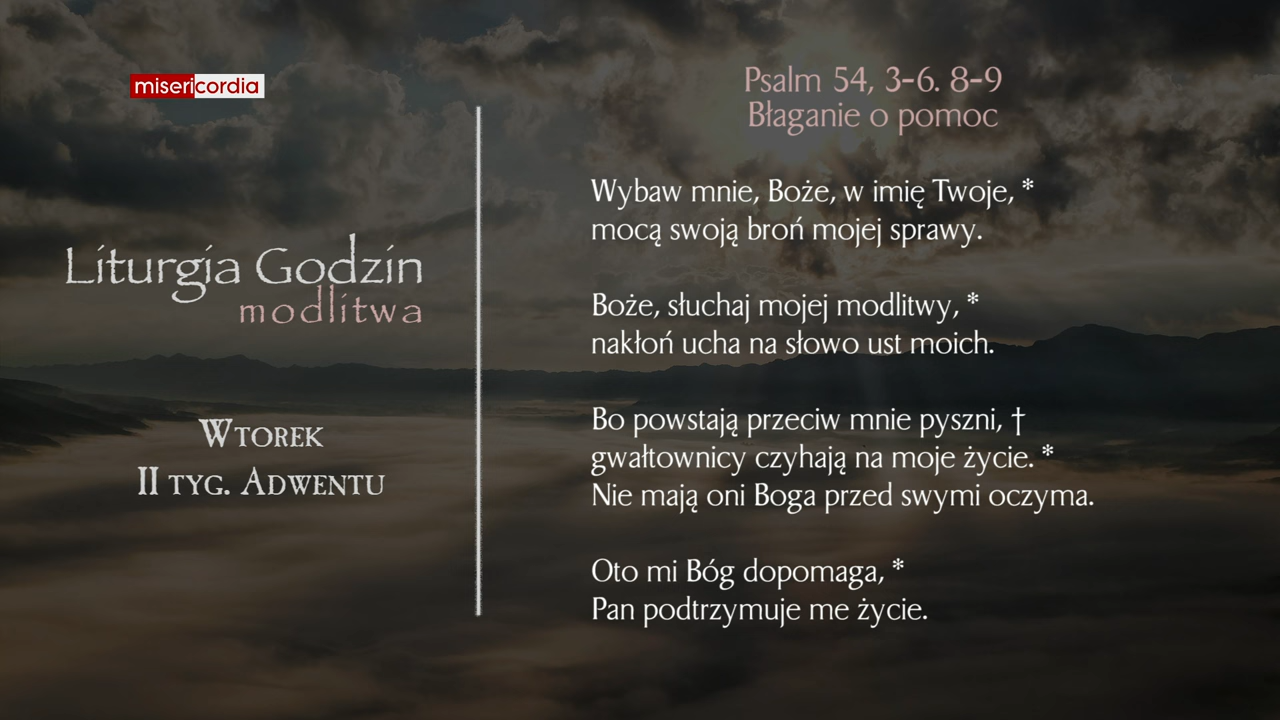 misericordia
Liturgia Godzin
modlitwa
Wtorek
II tyg. Adwentu
Psalm 54, 3-6. 8-9
Błaganie o pomoc
Wybaw mnie, Boże, w imię Twoje, *
mocą swoją broń mojej sprawy.
Boże, słuchaj mojej modlitwy, *
nakłoń ucha na słowo ust moich.
Bo powstają przeciw mnie pyszni, †
gwałtownicy czyhają na moje życie. *
Nie mają oni Boga przed swymi oczyma.
Oto mi Bóg dopomaga, *
Pan podtrzymuje me życie.